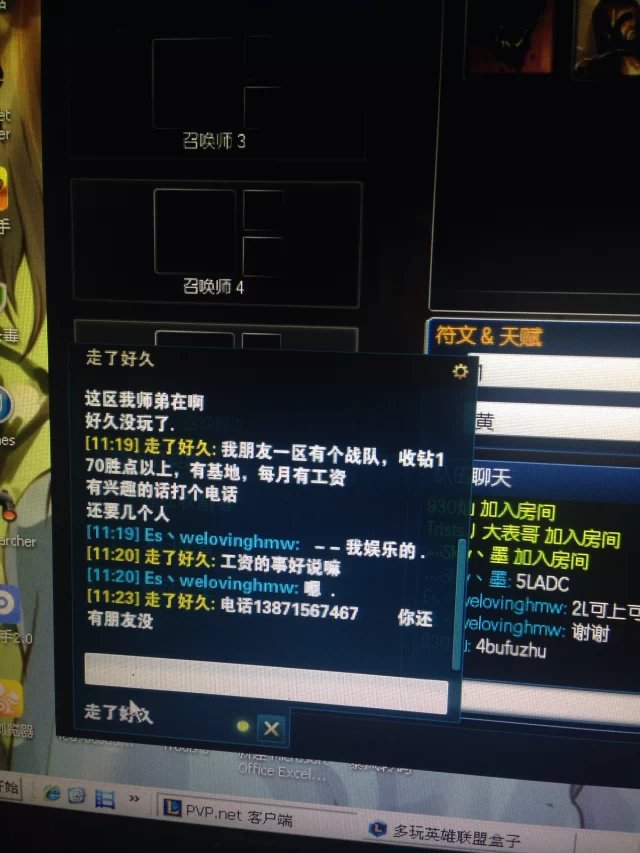 召唤师 3
召唤师 4
符文 & 天赋
黄
走了好久
这区我师弟在啊
好久没玩了.
[11:19] 走了好久: 我朋友一区有个战队，收钻1
70胜点以上，有基地，每月有工资
有兴趣的话打个电话
还要几个人
[11:19] Es丶welovinghmw: －－我娱乐的 .
[11:20] 走了好久: 工资的事好说嘛
[11:20] Es丶welovinghmw: 嗯 .
[11:23] 走了好久: 电话13871567467 你还
有朋友没
走了好久
聊天
加入房间
大表哥 加入房间
丶墨 加入房间
丶墨: 5LADC
welovinghmw: 2L可上
welovinghmw: 谢谢
4bufuzhu
Office Excel...
PVP.net 客户端
多玩英雄联盟盒子